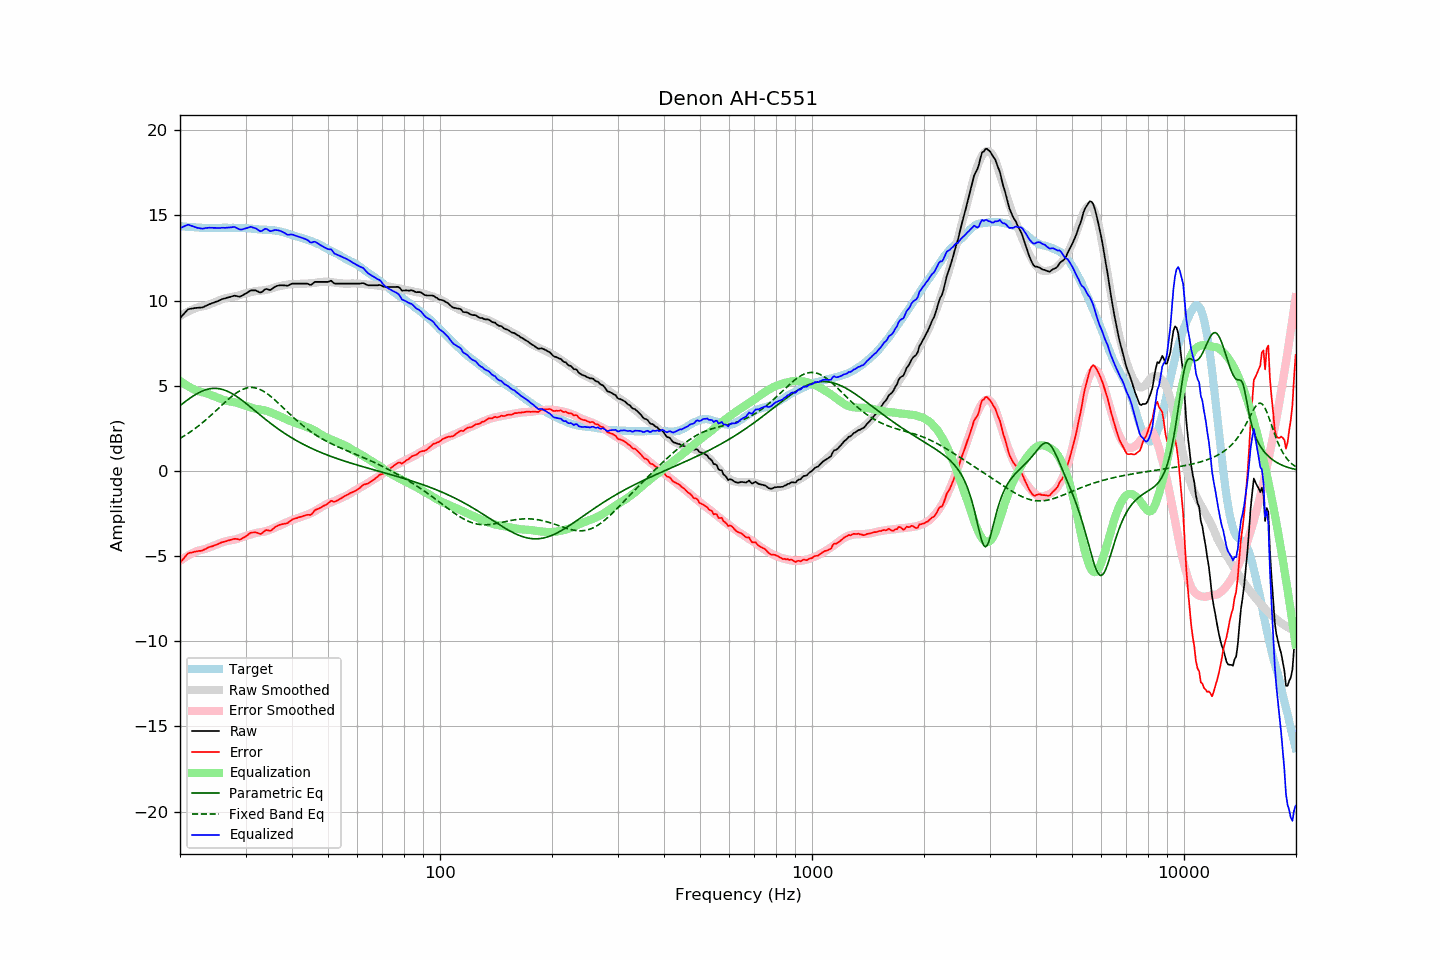 Denon AH-C551
Amplitude (dBr)
20
15
10
5
0
−5
−10
−15
−20
Target
Raw Smoothed
Error Smoothed
Raw
Error
Equalization
Parametric Eq
Fixed Band Eq
Equalized
100 1000 10000
Frequency (Hz)